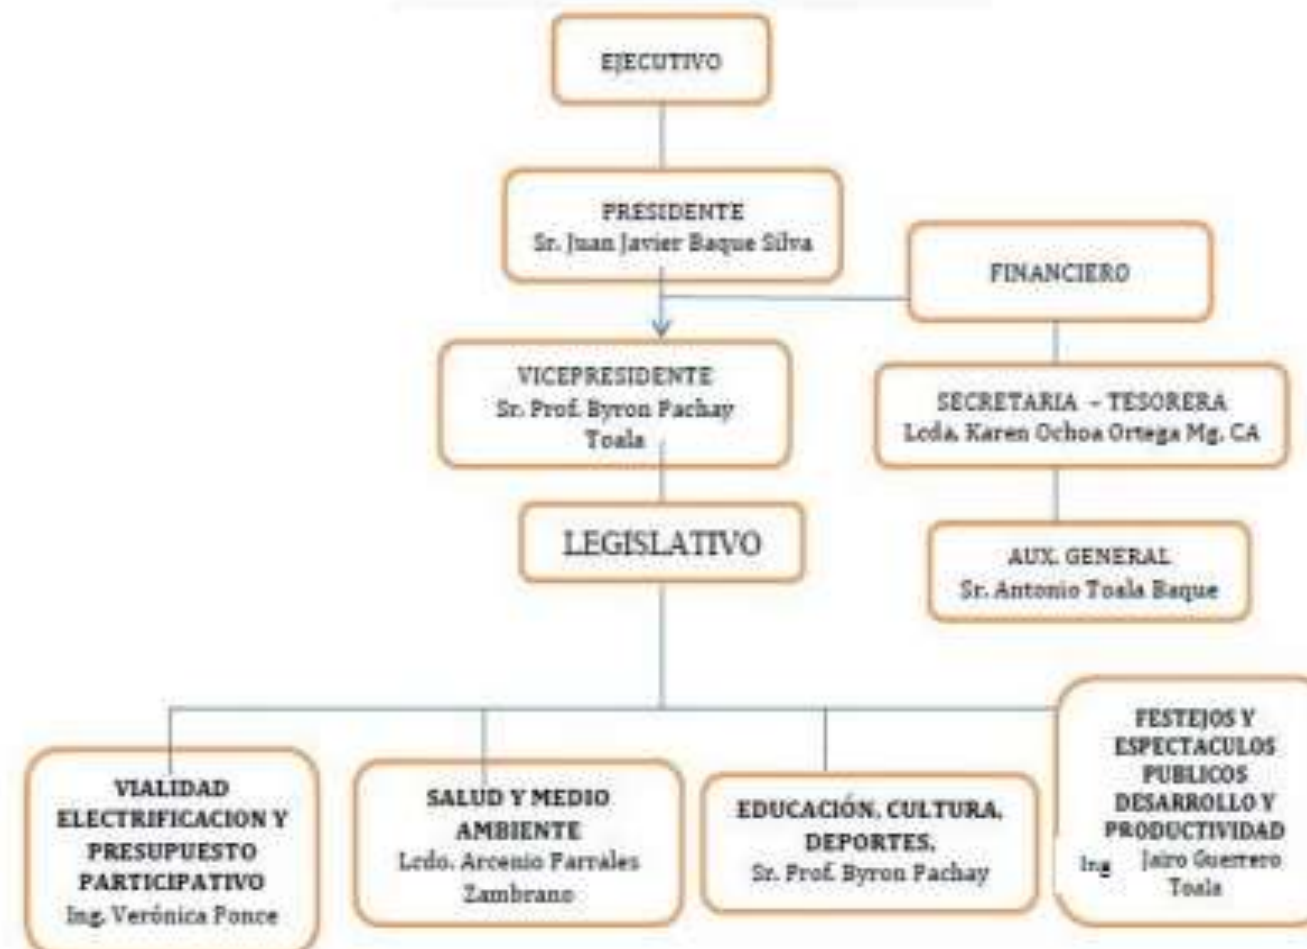 EJECUTIVO
PRESIDENTE
Sr. Juan Javier Baque Silva
FINANCIERO
VICEPRESIDENTE
Sr. Prof. Byron Pachay
Toala
SECRETARIA – TESORERA
Lcda. Karen Ochoa Ortega Mg. CA
LEGISLATIVO
AUX. GENERAL
Sr. Antonio Toala Baque
VIALIDAD
ELECTRIFICACION Y
PRESUPUESTO
PARTICIPATIVO
Ing. Verónica Ponce
SALUD Y MEDIO
AMBIENTE
Lcdo. Arcenio Parrales
Zambrano
EDUCACIÓN, CULTURA,
DEPORTES.
Sr. Prof. Byron Pachay
FESTEJOS Y
ESPECTACULOS
PUBLICOS
DESARROLLO Y
PRODUCTIVIDAD
Ing Jairo Guerrero
Toala